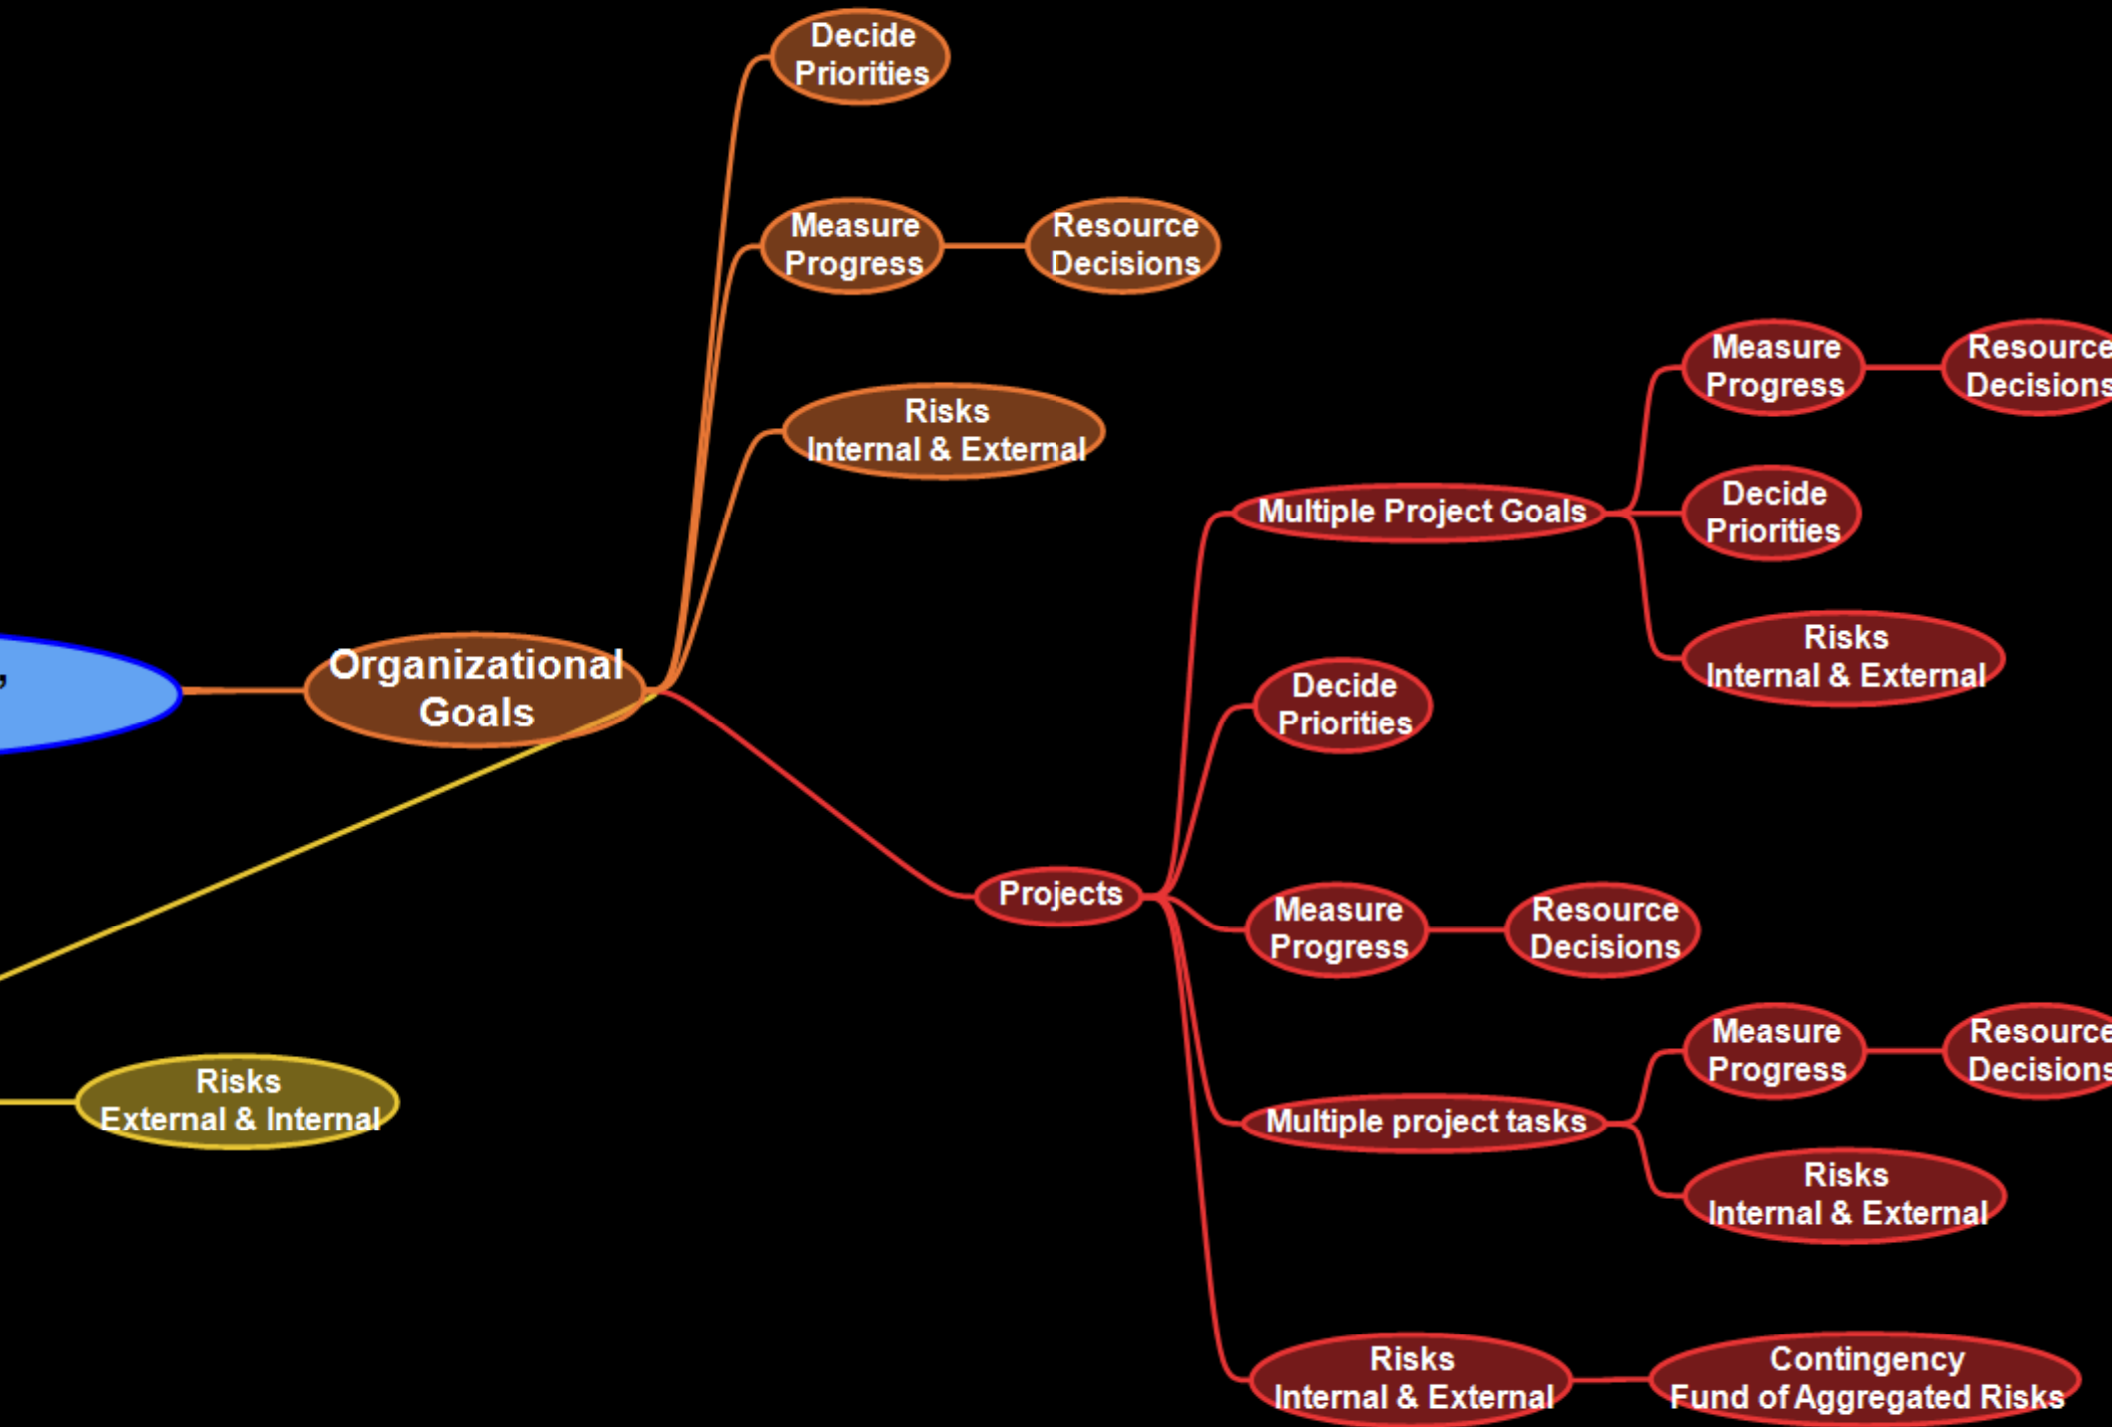 Decide
Priorities
Measure
Progress
Resource
Decisions
Risks
Internal & External
Organizational
Goals
Risks
External & Internal
Projects
Multiple Project Goals
Measure
Progress
Resource
Decisions
Decide
Priorities
Risks
Internal & External
Decide
Priorities
Measure
Progress
Resource
Decisions
Multiple project tasks
Measure
Progress
Resource
Decisions
Risks
Internal & External
Risks
Internal & External
Contingency
Fund of Aggregated Risks